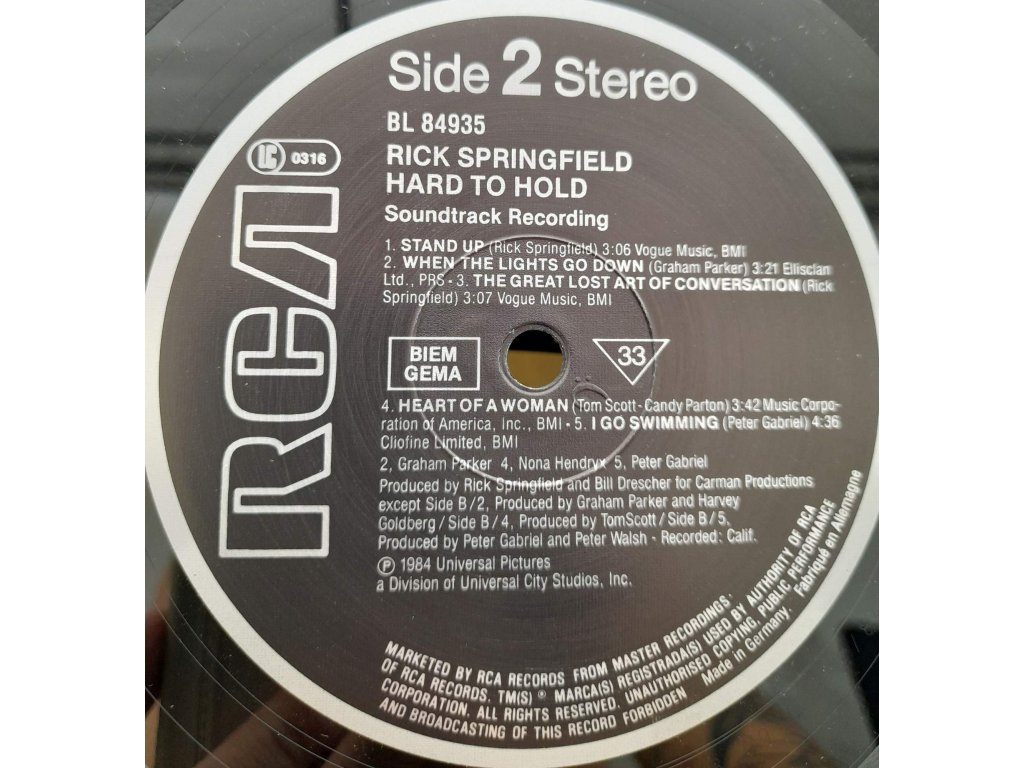 Side 2 Stereo
BL 84935
LC 0316
RICK SPRINGFIELD
HARD TO HOLD
Soundtrack Recording
RCA
1. STAND UP (Rick Springfield) 3:06 Vogue Music, BMI
2. WHEN THE LIGHTS GO DOWN (Graham Parker) 3:21 Elliscian
Ltd., PRS - 3. THE GREAT LOST ART OF CONVERSATION (Rick
Springfield) 3:07 Vogue Music, BMI
BIEM
GEMA
33
4. HEART OF A WOMAN (Tom Scott - Candy Parton) 3:42 Music Corpo-
ration of America, Inc., BMI - 5. I GO SWIMMING (Peter Gabriel) 4:36
Cliofine Limited, BMI
2, Graham Parker 4, Nona Hendryx 5, Peter Gabriel
Produced by Rick Springfield and Bill Drescher for Carman Productions
except Side B/2, Produced by Graham Parker and Harvey
Goldberg / Side B/4, Produced by TomScott / Side B/5,
Produced by Peter Gabriel and Peter Walsh - Recorded: Calif.
℗ 1984 Universal Pictures
a Division of Universal City Studios, Inc.
MARKETED BY RCA RECORDS FROM MASTER RECORDINGS.
OF RCA RECORDS. TM(S) ® MARCA(S) REGISTRADA(S) USED BY AUTHORITY OF RCA
CORPORATION. ALL RIGHTS RESERVED. UNAUTHORISED COPYING, PUBLIC PERFORMANCE
AND BROADCASTING OF THIS RECORD FORBIDDEN Made in Germany. Fabriqué en Allemagne